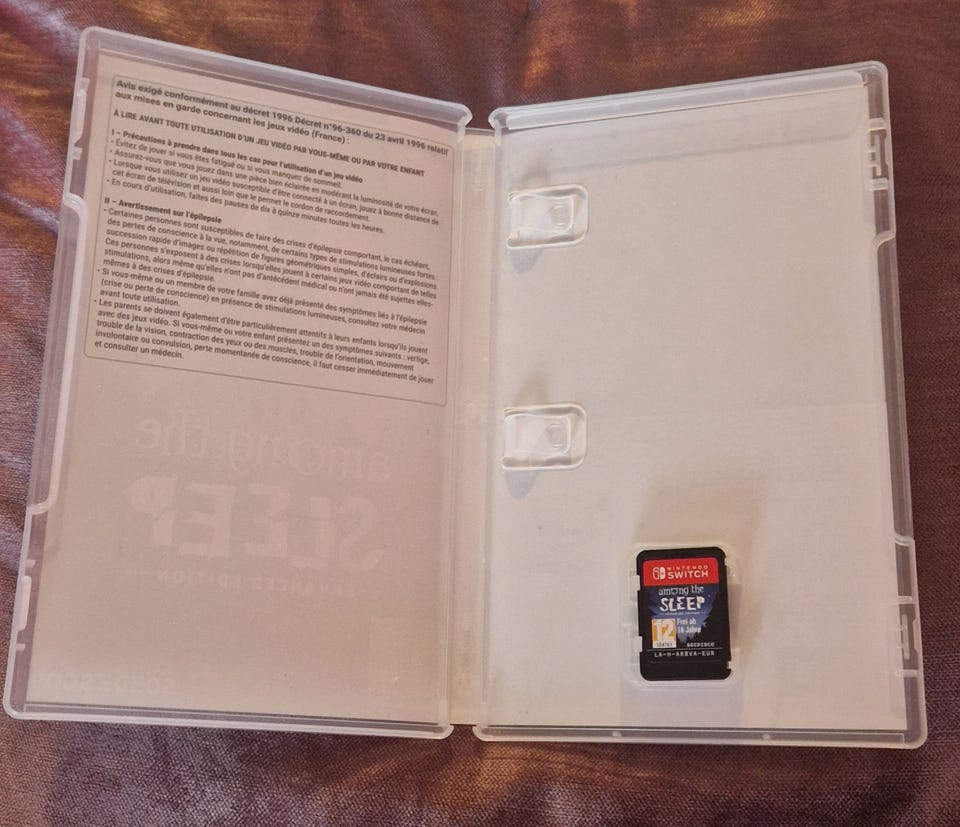 Avis exigé conformément au décret 1996 Décret n°96-360 du 23 avril 1996 relatif
aux mises en garde concernant les jeux vidéo (France) :
À LIRE AVANT TOUTE UTILISATION D'UN JEU VIDÉO PAR VOUS-MÊME OU PAR VOTRE ENFANT
I – Précautions à prendre dans tous les cas pour l'utilisation d'un jeu vidéo
• Évitez de jouer si vous êtes fatigué ou si vous manquez de sommeil.
• Assurez-vous que vous jouez dans une pièce bien éclairée en modérant la luminosité de votre écran.
• Lorsque vous utilisez un jeu vidéo susceptible d'être connecté à un écran, jouez à bonne distance de
cet écran de télévision et aussi loin que le permet le cordon de raccordement.
• En cours d'utilisation, faites des pauses de dix à quinze minutes toutes les heures.
II – Avertissement sur l'épilepsie
• Certaines personnes sont susceptibles de faire des crises d'épilepsie comportant, le cas échéant,
des pertes de conscience à la vue, notamment, de certains types de stimulations lumineuses fortes :
succession rapide d'images ou répétition de figures géométriques simples, d'éclairs ou d'explosions.
Ces personnes s'exposent à des crises lorsqu'elles jouent à certains jeux vidéo comportant de telles
stimulations, alors même qu'elles n'ont pas d'antécédent médical ou n'ont jamais été sujettes elles-
mêmes à des crises d'épilepsie.
• Si vous-même ou un membre de votre famille avez déjà présenté des symptômes liés à l'épilepsie
(crise ou perte de conscience) en présence de stimulations lumineuses, consultez votre médecin
avant toute utilisation.
• Les parents se doivent également d'être particulièrement attentifs à leurs enfants lorsqu'ils jouent
avec des jeux vidéo. Si vous-même ou votre enfant présentez un des symptômes suivants : vertige,
trouble de la vision, contraction des yeux ou des muscles, trouble de l'orientation, mouvement
involontaire ou convulsion, perte momentanée de conscience, il faut cesser immédiatement de jouer
et consulter un médecin.
among the
SLEEP
EDITION
SOEDESCO
NINTENDO
SWITCH
among the
SLEEP
ENHANCED EDITION
12
Frei ab
16 Jahre
SOEDESCO
LA-H-AREVA-EUR